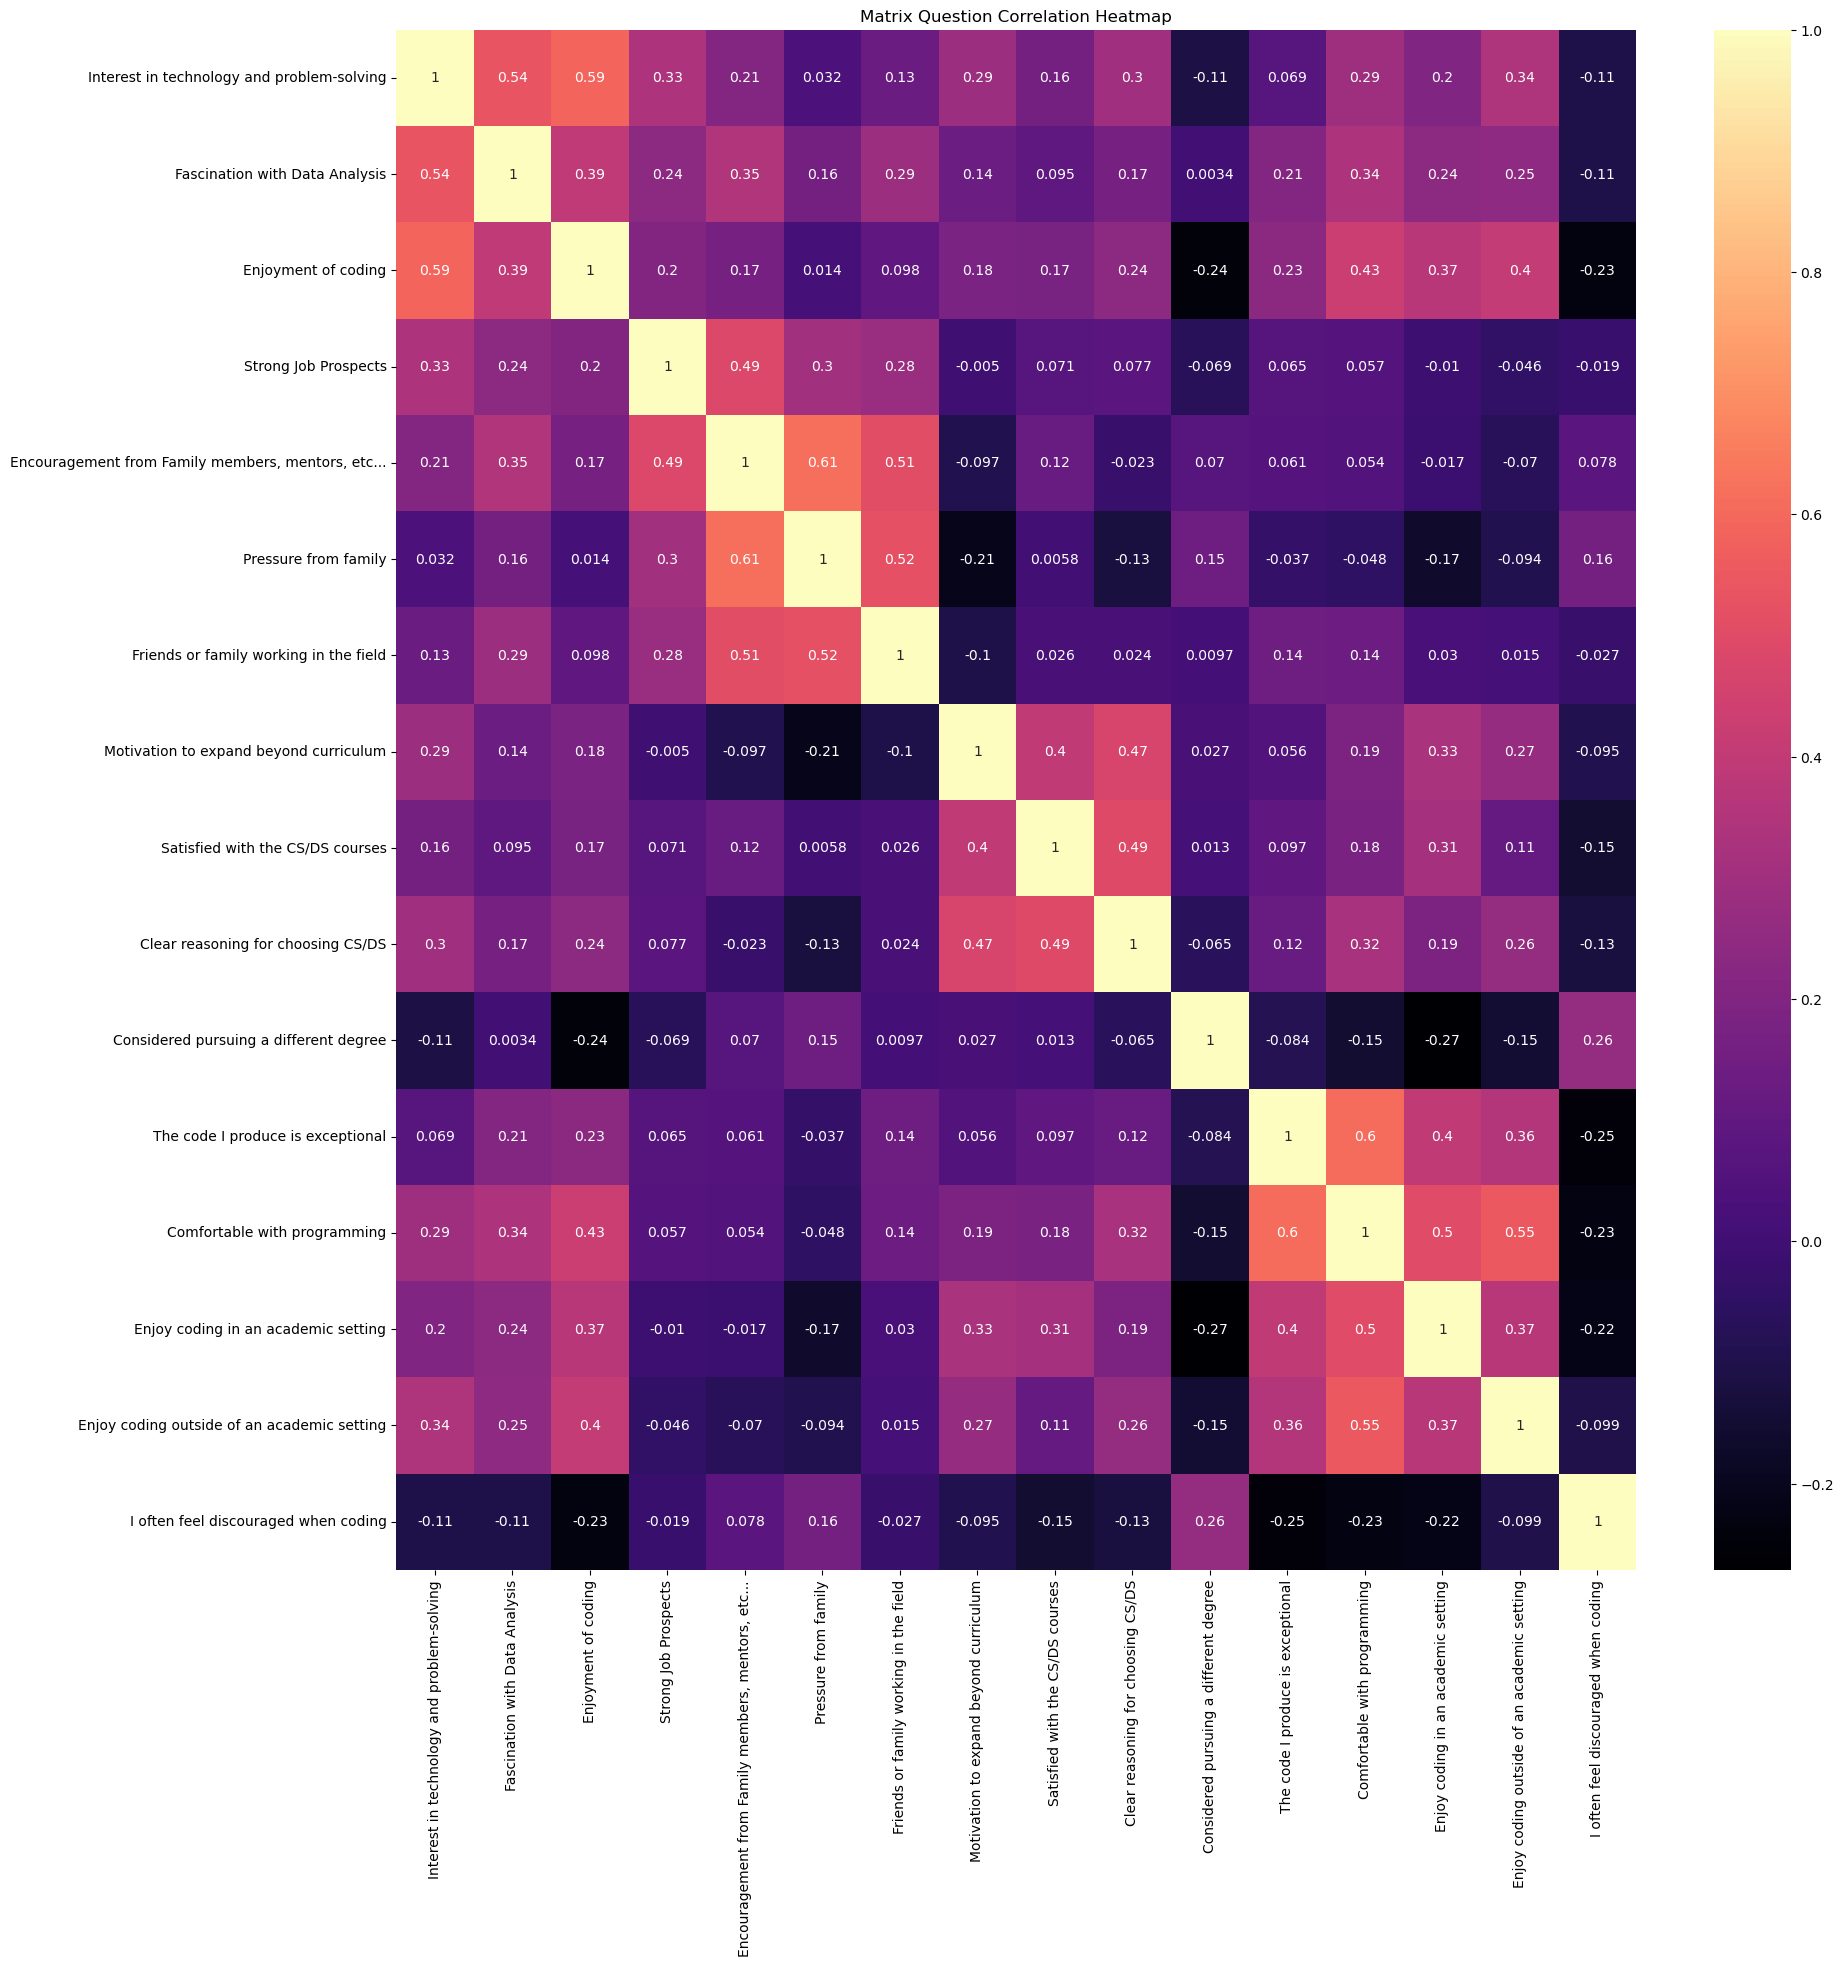 Matrix Question Correlation Heatmap
Interest in technology and problem-solving 1 0.54 0.59 0.33 0.21 0.032 0.13 0.29 0.16 0.3 -0.11 0.069 0.29 0.2 0.34 -0.11
Fascination with Data Analysis 0.54 1 0.39 0.24 0.35 0.16 0.29 0.14 0.095 0.17 0.0034 0.21 0.34 0.24 0.25 -0.11
Enjoyment of coding 0.59 0.39 1 0.2 0.17 0.014 0.098 0.18 0.17 0.24 -0.24 0.23 0.43 0.37 0.4 -0.23
Strong Job Prospects 0.33 0.24 0.2 1 0.49 0.3 0.28 -0.005 0.071 0.077 -0.069 0.065 0.057 -0.01 -0.046 -0.019
Encouragement from Family members, mentors, etc... 0.21 0.35 0.17 0.49 1 0.61 0.51 -0.097 0.12 -0.023 0.07 0.061 0.054 -0.017 -0.07 0.078
Pressure from family 0.032 0.16 0.014 0.3 0.61 1 0.52 -0.21 0.0058 -0.13 0.15 -0.037 -0.048 -0.17 -0.094 0.16
Friends or family working in the field 0.13 0.29 0.098 0.28 0.51 0.52 1 -0.1 0.026 0.024 0.0097 0.14 0.14 0.03 0.015 -0.027
Motivation to expand beyond curriculum 0.29 0.14 0.18 -0.005 -0.097 -0.21 -0.1 1 0.4 0.47 0.027 0.056 0.19 0.33 0.27 -0.095
Satisfied with the CS/DS courses 0.16 0.095 0.17 0.071 0.12 0.0058 0.026 0.4 1 0.49 0.013 0.097 0.18 0.31 0.11 -0.15
Clear reasoning for choosing CS/DS 0.3 0.17 0.24 0.077 -0.023 -0.13 0.024 0.47 0.49 1 -0.065 0.12 0.32 0.19 0.26 -0.13
Considered pursuing a different degree -0.11 0.0034 -0.24 -0.069 0.07 0.15 0.0097 0.027 0.013 -0.065 1 -0.084 -0.15 -0.27 -0.15 0.26
The code I produce is exceptional 0.069 0.21 0.23 0.065 0.061 -0.037 0.14 0.056 0.097 0.12 -0.084 1 0.6 0.4 0.36 -0.25
Comfortable with programming 0.29 0.34 0.43 0.057 0.054 -0.048 0.14 0.19 0.18 0.32 -0.15 0.6 1 0.5 0.55 -0.23
Enjoy coding in an academic setting 0.2 0.24 0.37 -0.01 -0.017 -0.17 0.03 0.33 0.31 0.19 -0.27 0.4 0.5 1 0.37 -0.22
Enjoy coding outside of an academic setting 0.34 0.25 0.4 -0.046 -0.07 -0.094 0.015 0.27 0.11 0.26 -0.15 0.36 0.55 0.37 1 -0.099
I often feel discouraged when coding -0.11 -0.11 -0.23 -0.019 0.078 0.16 -0.027 -0.095 -0.15 -0.13 0.26 -0.25 -0.23 -0.22 -0.099 1
Interest in technology and problem-solving
Fascination with Data Analysis
Enjoyment of coding
Strong Job Prospects
Encouragement from Family members, mentors, etc...
Pressure from family
Friends or family working in the field
Motivation to expand beyond curriculum
Satisfied with the CS/DS courses
Clear reasoning for choosing CS/DS
Considered pursuing a different degree
The code I produce is exceptional
Comfortable with programming
Enjoy coding in an academic setting
Enjoy coding outside of an academic setting
I often feel discouraged when coding
1.0
0.8
0.6
0.4
0.2
0.0
−0.2